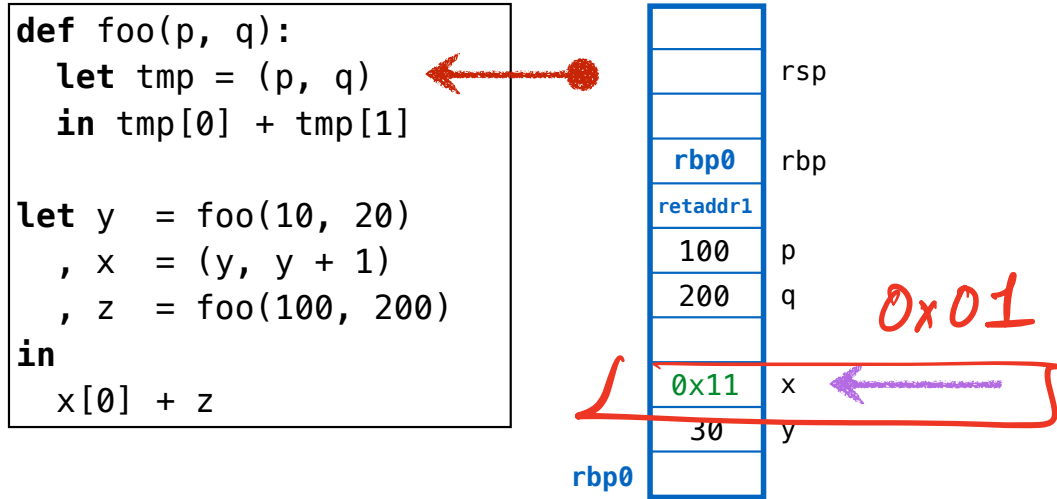 def foo(p, q):
let tmp = (p, q)
in tmp[0] + tmp[1]
let y = foo(10, 20)
, x = (y, y + 1)
, z = foo(100, 200)
in
x[0] + z
rsp
rbp0 rbp
retaddr1
100 p
200 q
0x01
0x11 x
30 y
rbp0